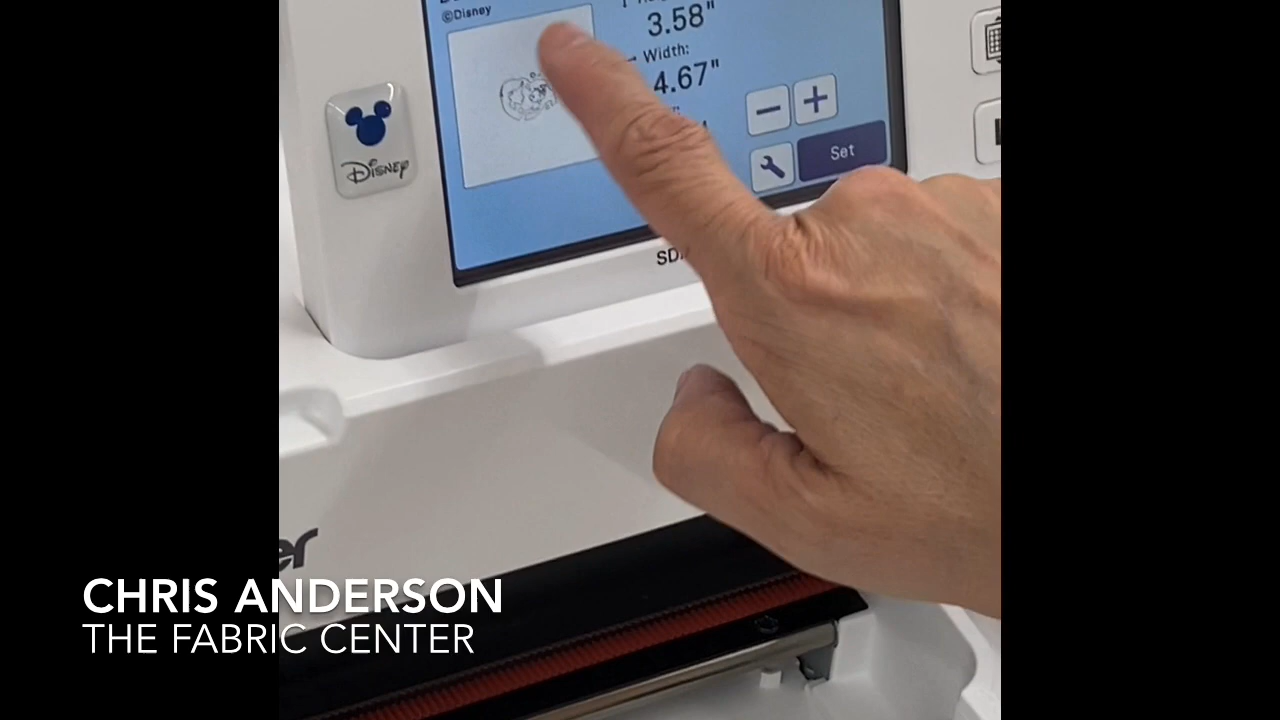 ©Disney
3.58"
Width:
4.67"
Set
Disney
CHRIS ANDERSON
THE FABRIC CENTER